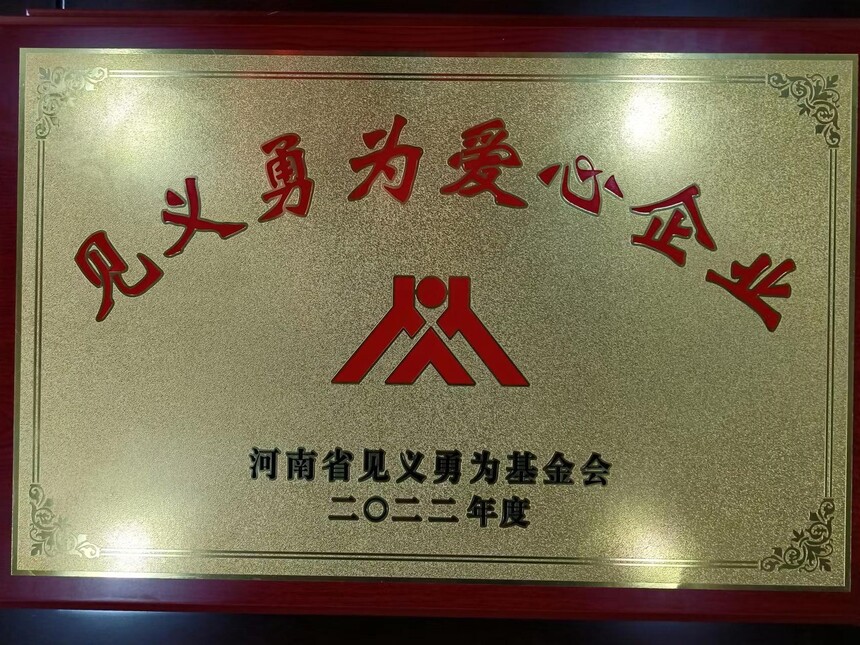 见义勇为爱心企业
河南省见义勇为基金会
二〇二二年度